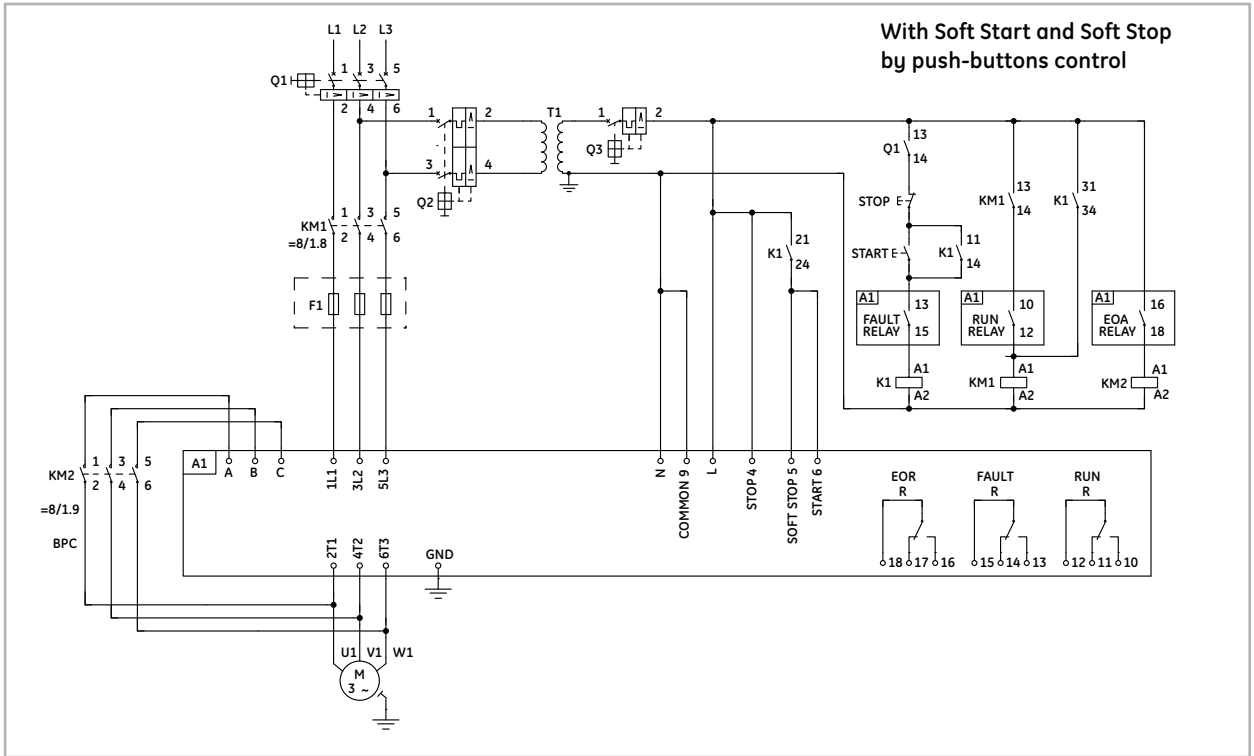 With Soft Start and Soft Stop
by push-buttons control
L1 L2 L3
Q1
1 3 5
I> I> I>
2 4 6
1 2
3 4
Q2
T1
1 2
Q3
KM1
=8/1.8
1 3 5
2 4 6
F1
Q1
13
14
STOP E
START E
K1
11
14
KM1
13
14
K1
31
34
K1
21
24
A1
FAULT
RELAY
13
15
A1
RUN
RELAY
10
12
A1
EOA
RELAY
16
18
K1
A1
A2
KM1
A1
A2
KM2
A1
A2
KM2
1 3 5
2 4 6
=8/1.9
BPC
A1
A B C
1L1 3L2 5L3
N
COMMON 9
L
STOP 4
SOFT STOP 5
START 6
EOR
R
18 17 16
FAULT
R
15 14 13
RUN
R
12 11 10
2T1 4T2 6T3
GND
U1 V1 W1
M
3 ~